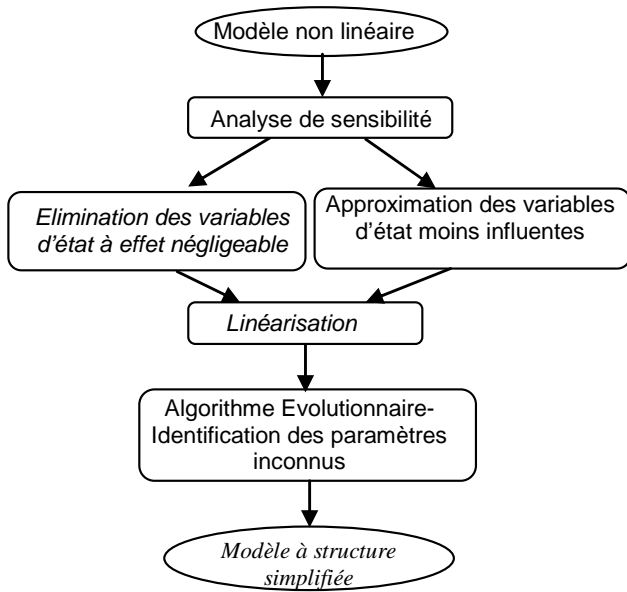 Modèle non linéaire
Analyse de sensibilité
Elimination des variables
d'état à effet négligeable
Approximation des variables
d'état moins influentes
Linéarisation
Algorithme Evolutionnaire-
Identification des paramètres
inconnus
Modèle à structure
simplifiée